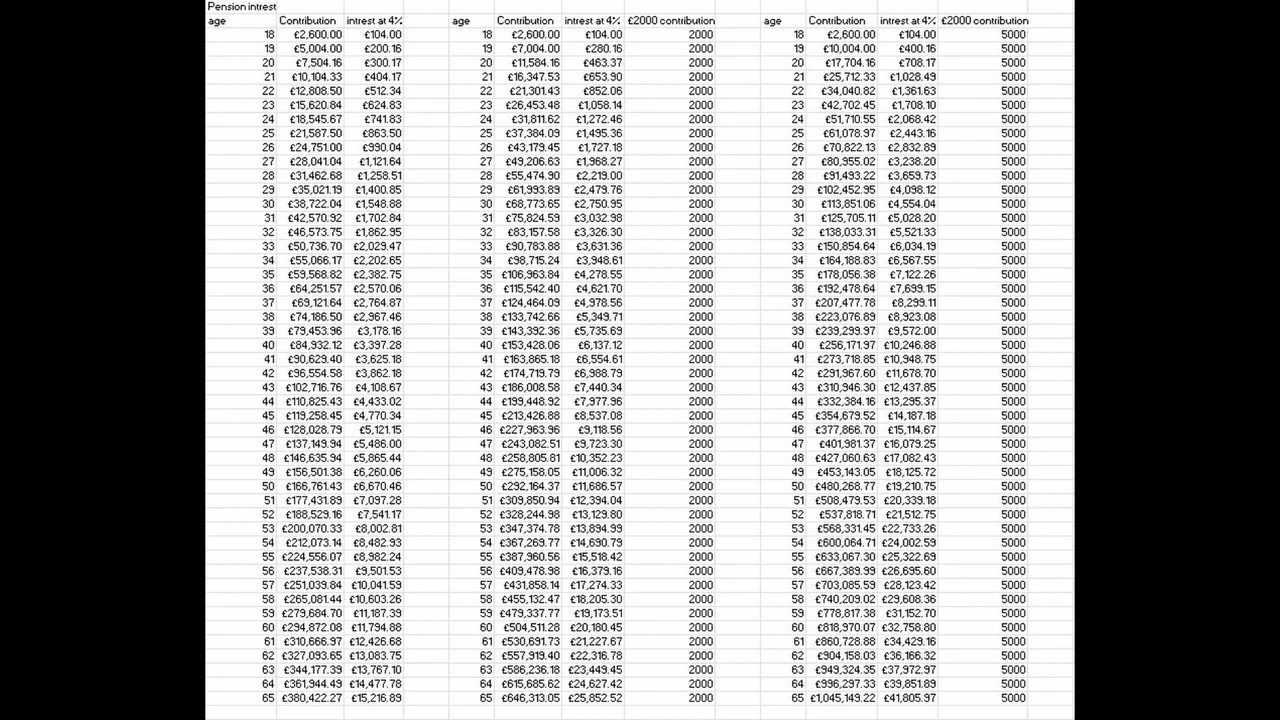 Pension intrest
age Contribution intrest at 4% age Contribution intrest at 4% £2000 contribution age Contribution intrest at 4% £2000 contribution
18 £2,600.00 £104.00 18 £2,600.00 £104.00 2000 18 £2,600.00 £104.00 5000
19 £5,004.00 £200.16 19 £7,004.00 £280.16 2000 19 £10,004.00 £400.16 5000
20 £7,504.16 £300.17 20 £11,584.16 £463.37 2000 20 £17,704.16 £708.17 5000
21 £10,104.33 £404.17 21 £16,347.53 £653.90 2000 21 £25,712.33 £1,028.49 5000
22 £12,808.50 £512.34 22 £21,301.43 £852.06 2000 22 £34,040.82 £1,361.63 5000
23 £15,620.84 £624.83 23 £26,453.48 £1,058.14 2000 23 £42,702.45 £1,708.10 5000
24 £18,545.67 £741.83 24 £31,811.62 £1,272.46 2000 24 £51,710.55 £2,068.42 5000
25 £21,587.50 £863.50 25 £37,384.09 £1,495.36 2000 25 £61,078.97 £2,443.16 5000
26 £24,751.00 £990.04 26 £43,179.45 £1,727.18 2000 26 £70,822.13 £2,832.89 5000
27 £28,041.04 £1,121.64 27 £49,206.63 £1,968.27 2000 27 £80,955.02 £3,238.20 5000
28 £31,462.68 £1,258.51 28 £55,474.90 £2,219.00 2000 28 £91,493.22 £3,659.73 5000
29 £35,021.19 £1,400.85 29 £61,993.89 £2,479.76 2000 29 £102,452.95 £4,098.12 5000
30 £38,722.04 £1,548.88 30 £68,773.65 £2,750.95 2000 30 £113,851.06 £4,554.04 5000
31 £42,570.92 £1,702.84 31 £75,824.59 £3,032.98 2000 31 £125,705.11 £5,028.20 5000
32 £46,573.75 £1,862.95 32 £83,157.58 £3,326.30 2000 32 £138,033.31 £5,521.33 5000
33 £50,736.70 £2,029.47 33 £90,783.88 £3,631.36 2000 33 £150,854.64 £6,034.19 5000
34 £55,066.17 £2,202.65 34 £98,715.24 £3,948.61 2000 34 £164,188.83 £6,567.55 5000
35 £59,568.82 £2,382.75 35 £106,963.84 £4,278.55 2000 35 £178,056.38 £7,122.26 5000
36 £64,251.57 £2,570.06 36 £115,542.40 £4,621.70 2000 36 £192,478.64 £7,699.15 5000
37 £69,121.64 £2,764.87 37 £124,464.09 £4,978.56 2000 37 £207,477.78 £8,299.11 5000
38 £74,186.50 £2,967.46 38 £133,742.66 £5,349.71 2000 38 £223,076.89 £8,923.08 5000
39 £79,453.96 £3,178.16 39 £143,392.36 £5,735.69 2000 39 £239,299.97 £9,572.00 5000
40 £84,932.12 £3,397.28 40 £153,428.06 £6,137.12 2000 40 £256,171.97 £10,246.88 5000
41 £90,629.40 £3,625.18 41 £163,865.18 £6,554.61 2000 41 £273,718.85 £10,948.75 5000
42 £96,554.58 £3,862.18 42 £174,719.79 £6,988.79 2000 42 £291,967.60 £11,678.70 5000
43 £102,716.76 £4,108.67 43 £186,008.58 £7,440.34 2000 43 £310,946.30 £12,437.85 5000
44 £110,825.43 £4,433.02 44 £199,448.92 £7,977.96 2000 44 £332,384.16 £13,295.37 5000
45 £119,258.45 £4,770.34 45 £213,426.88 £8,537.08 2000 45 £354,679.52 £14,187.18 5000
46 £128,028.79 £5,121.15 46 £227,963.96 £9,118.56 2000 46 £377,866.70 £15,114.67 5000
47 £137,149.94 £5,486.00 47 £243,082.51 £9,723.30 2000 47 £401,981.37 £16,079.25 5000
48 £146,635.94 £5,865.44 48 £258,805.81 £10,352.23 2000 48 £427,060.63 £17,082.43 5000
49 £156,501.38 £6,260.06 49 £275,158.05 £11,006.32 2000 49 £453,143.05 £18,125.72 5000
50 £166,761.43 £6,670.46 50 £292,164.37 £11,686.57 2000 50 £480,268.77 £19,210.75 5000
51 £177,431.89 £7,097.28 51 £309,850.94 £12,394.04 2000 51 £508,479.53 £20,339.18 5000
52 £188,529.16 £7,541.17 52 £328,244.98 £13,129.80 2000 52 £537,818.71 £21,512.75 5000
53 £200,070.33 £8,002.81 53 £347,374.78 £13,894.99 2000 53 £568,331.45 £22,733.26 5000
54 £212,073.14 £8,482.93 54 £367,269.77 £14,690.79 2000 54 £600,064.71 £24,002.59 5000
55 £224,556.07 £8,982.24 55 £387,960.56 £15,518.42 2000 55 £633,067.30 £25,322.69 5000
56 £237,538.31 £9,501.53 56 £409,478.98 £16,379.16 2000 56 £667,389.99 £26,695.60 5000
57 £251,039.84 £10,041.59 57 £431,858.14 £17,274.33 2000 57 £703,085.59 £28,123.42 5000
58 £265,081.44 £10,603.26 58 £455,132.47 £18,205.30 2000 58 £740,209.02 £29,608.36 5000
59 £279,684.70 £11,187.39 59 £479,337.77 £19,173.51 2000 59 £778,817.38 £31,152.70 5000
60 £294,872.08 £11,794.88 60 £504,511.28 £20,180.45 2000 60 £818,970.07 £32,758.80 5000
61 £310,666.97 £12,426.68 61 £530,691.73 £21,227.67 2000 61 £860,728.88 £34,429.16 5000
62 £327,093.65 £13,083.75 62 £557,919.40 £22,316.78 2000 62 £904,158.03 £36,166.32 5000
63 £344,177.39 £13,767.10 63 £586,236.18 £23,449.45 2000 63 £949,324.35 £37,972.97 5000
64 £361,944.49 £14,477.78 64 £615,685.62 £24,627.42 2000 64 £996,297.33 £39,851.89 5000
65 £380,422.27 £15,216.89 65 £646,313.05 £25,852.52 2000 65 £1,045,149.22 £41,805.97 5000